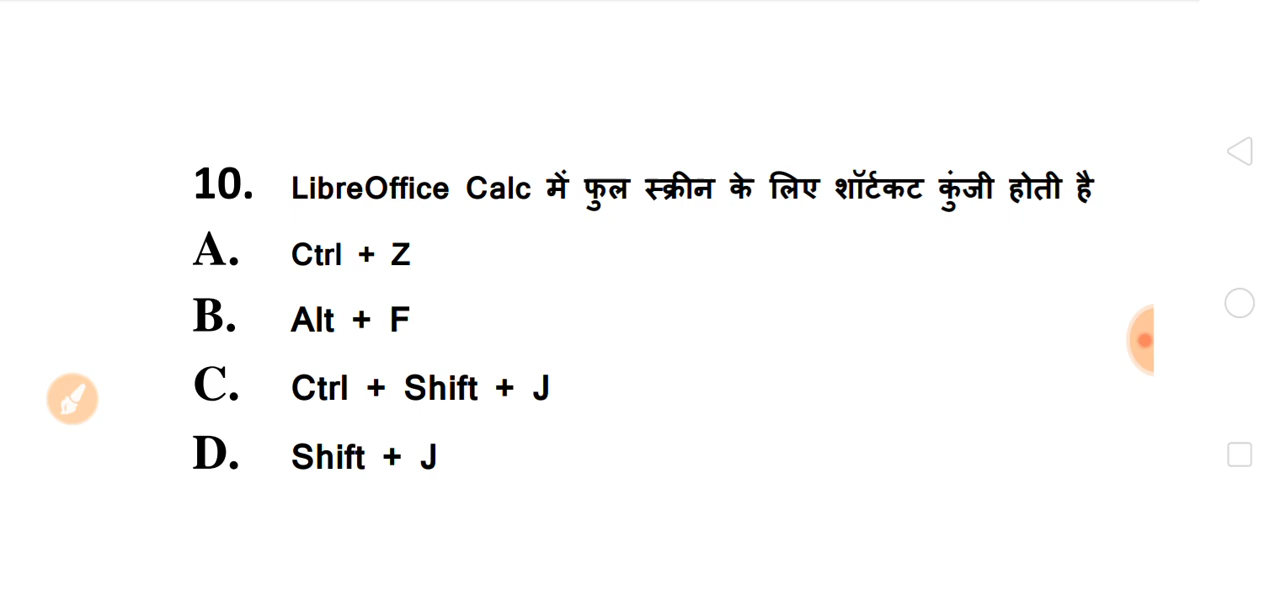 10. LibreOffice Calc में फुल स्क्रीन के लिए शॉर्टकट कुंजी होती है
A. Ctrl + Z
B. Alt + F
C. Ctrl + Shift + J
D. Shift + J